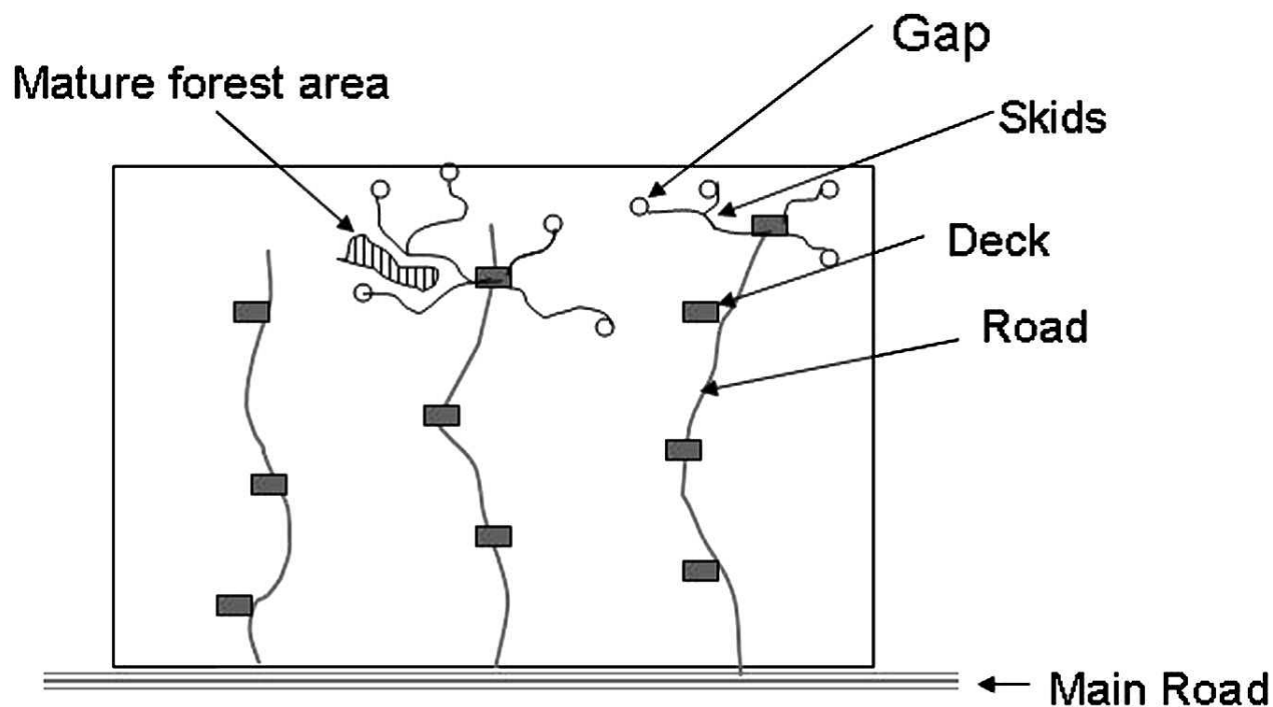 Gap
Mature forest area
Skids
Deck
Road
Main Road